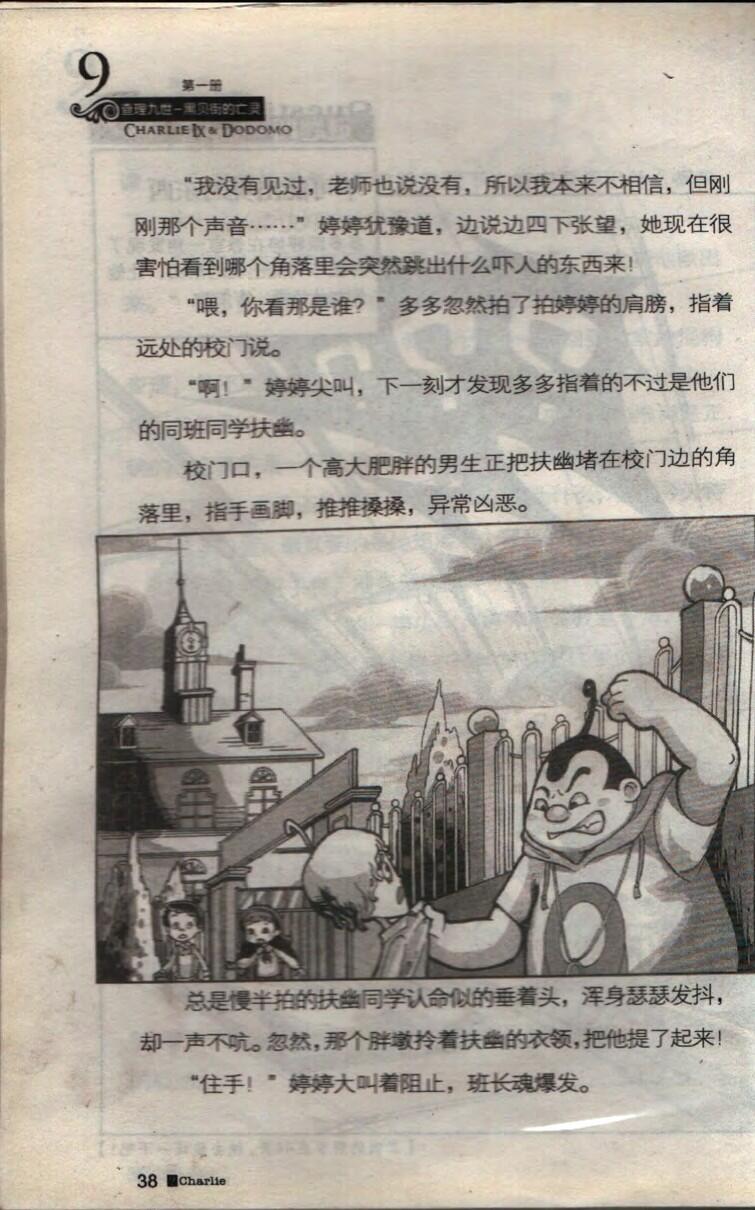 9
第一册
查理九世－黑贝街的亡灵
CHARLIE IX & DODOMO
“我没有见过，老师也说没有，所以我本来不相信，但刚
刚那个声音……”婷婷犹豫道，边说边四下张望，她现在很
害怕看到哪个角落里会突然跳出什么吓人的东西来！
“喂，你看那是谁？”多多忽然拍了拍婷婷的肩膀，指着
远处的校门说。
“啊！”婷婷尖叫，下一刻才发现多多指着的不过是他们
的同班同学扶幽。
校门口，一个高大肥胖的男生正把扶幽堵在校门边的角
落里，指手画脚，推推搡搡，异常凶恶。
总是慢半拍的扶幽同学认命似的垂着头，浑身瑟瑟发抖，
却一声不吭。忽然，那个胖墩拎着扶幽的衣领，把他提了起来！
“住手！”婷婷大叫着阻止，班长魂爆发。
38 Charlie